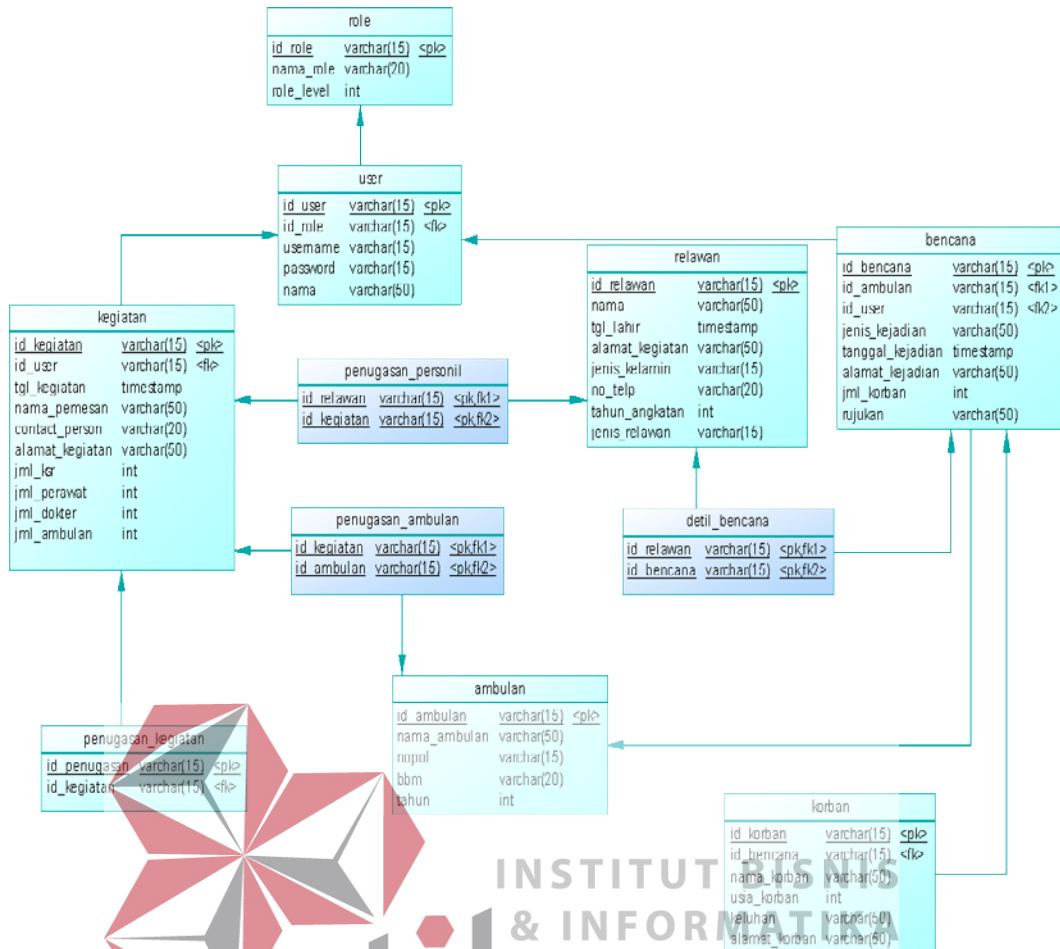 role
id_role varchar(15) <pk>
nama_role varchar(20)
role_level int
user
id_user varchar(15) <pk>
id_role varchar(15) <fk>
username varchar(15)
password varchar(15)
nama varchar(50)
relawan
id_relawan varchar(15) <pk>
nama varchar(50)
tgl_lahir timestamp
alamat_kegiatan varchar(50)
jenis_kelamin varchar(15)
no_telp varchar(20)
tahun_angkatan int
jenis_relawan varchar(15)
bencana
id_bencana varchar(15) <pk>
id_ambulan varchar(15) <fk1>
id_user varchar(15) <fk2>
jenis_kejadian varchar(50)
tanggal_kejadian timestamp
alamat_kejadian varchar(50)
jml_korban int
rujukan varchar(50)
kegiatan
id_kegiatan varchar(15) <pk>
id_user varchar(15) <fk>
tgl_kegiatan timestamp
nama_pemesan varchar(50)
contact_person varchar(20)
alamat_kegiatan varchar(50)
jml_ksr int
jml_perawat int
jml_dokter int
jml_ambulan int
penugasan_personil
id_relawan varchar(15) <pk,fk1>
id_kegiatan varchar(15) <pk,fk2>
penugasan_ambulan
id_kegiatan varchar(15) <pk,fk1>
id_ambulan varchar(15) <pk,fk2>
detil_bencana
id_relawan varchar(15) <pk,fk1>
id_bencana varchar(15) <pk,fk2>
ambulan
id_ambulan varchar(15) <pk>
nama_ambulan varchar(50)
nopol varchar(15)
bbm varchar(20)
tahun int
penugasan_kegiatan
id_penugasan varchar(15) <pk>
id_kegiatan varchar(15) <fk>
korban
id_korban varchar(15) <pk>
id_bencana varchar(15) <fk>
nama_korban varchar(50)
usia_korban int
keluhan varchar(50)
alamat_korban varchar(50)
INSTITUT BISNIS
& INFORMATIKA